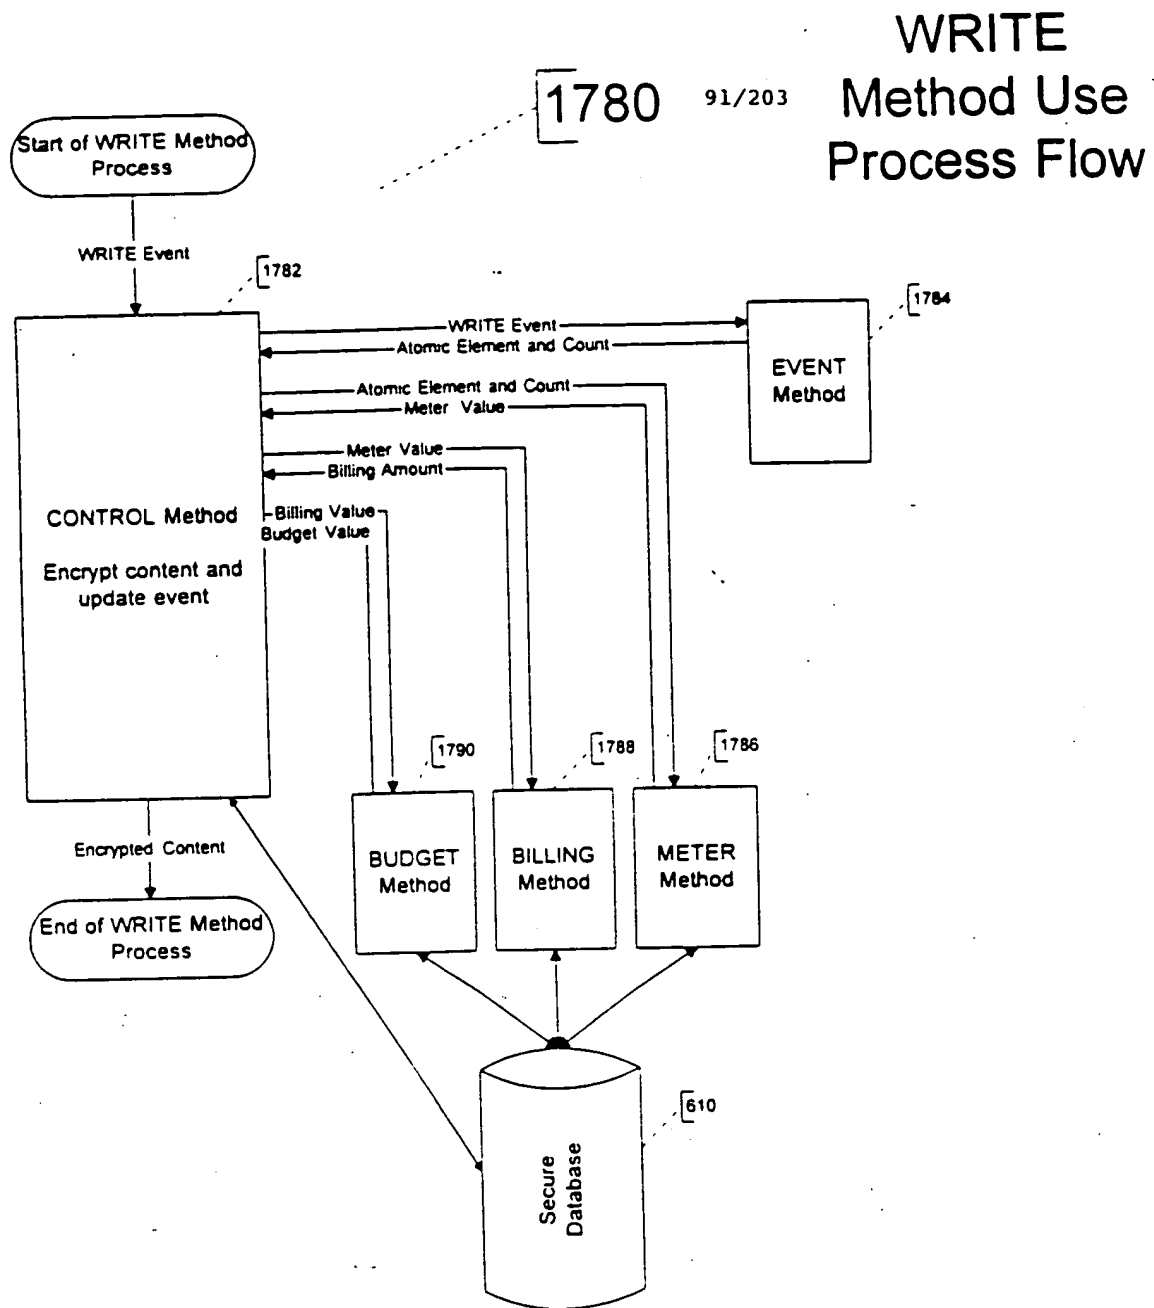 WRITE
Method Use
Process Flow
1780
91/203
Start of WRITE Method
Process
WRITE Event
1782
1784
WRITE Event
Atomic Element and Count
EVENT
Method
Atomic Element and Count
Meter Value
Meter Value
Billing Amount
CONTROL Method
Encrypt content and
update event
Billing Value
Budget Value
1790
1788
1786
BUDGET
Method
BILLING
Method
METER
Method
Encrypted Content
End of WRITE Method
Process
610
Secure
Database